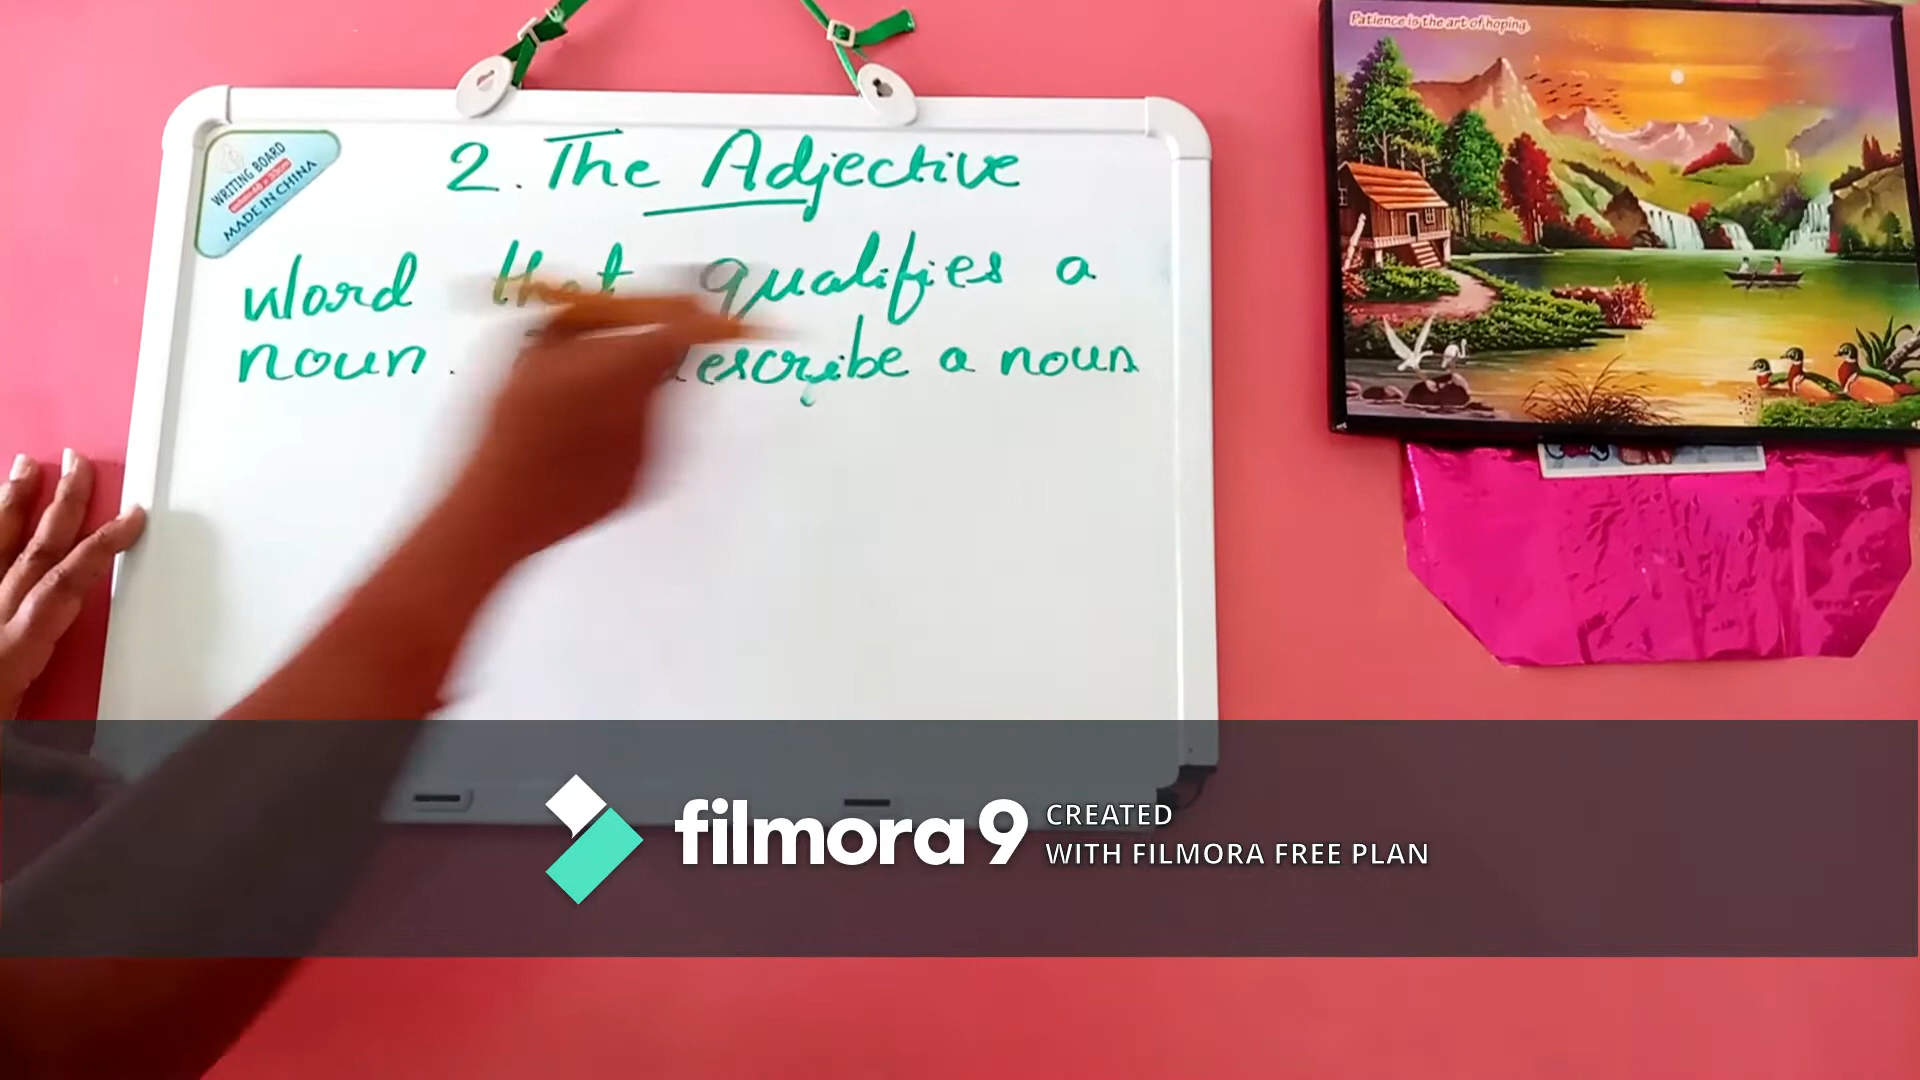 Patience is the art of hoping.
WRITING BOARD
MADE IN CHINA
2. The Adjective
Word that qualifies a
noun. describe a noun
filmora 9 CREATED
WITH FILMORA FREE PLAN